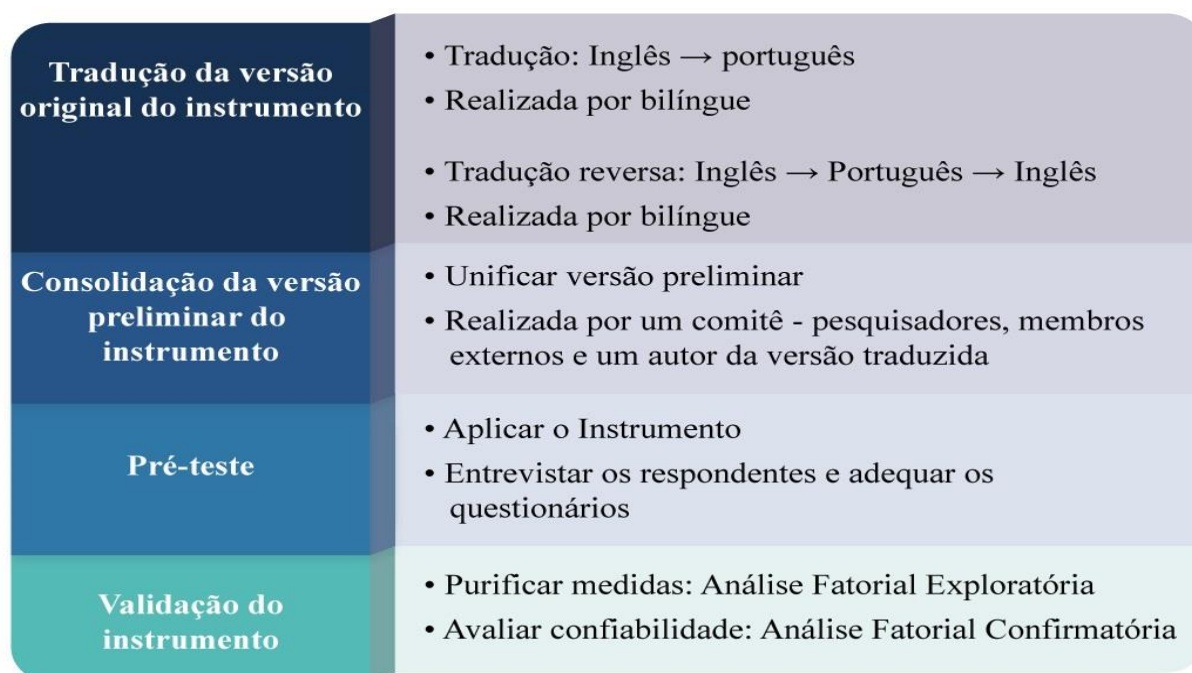 Tradução da versão
original do instrumento
• Tradução: Inglês → português
• Realizada por bilíngue
• Tradução reversa: Inglês → Português → Inglês
• Realizada por bilíngue
Consolidação da versão
preliminar do
instrumento
• Unificar versão preliminar
• Realizada por um comitê - pesquisadores, membros
externos e um autor da versão traduzida
Pré-teste
• Aplicar o Instrumento
• Entrevistar os respondentes e adequar os
questionários
Validação do
instrumento
• Purificar medidas: Análise Fatorial Exploratória
• Avaliar confiabilidade: Análise Fatorial Confirmatória